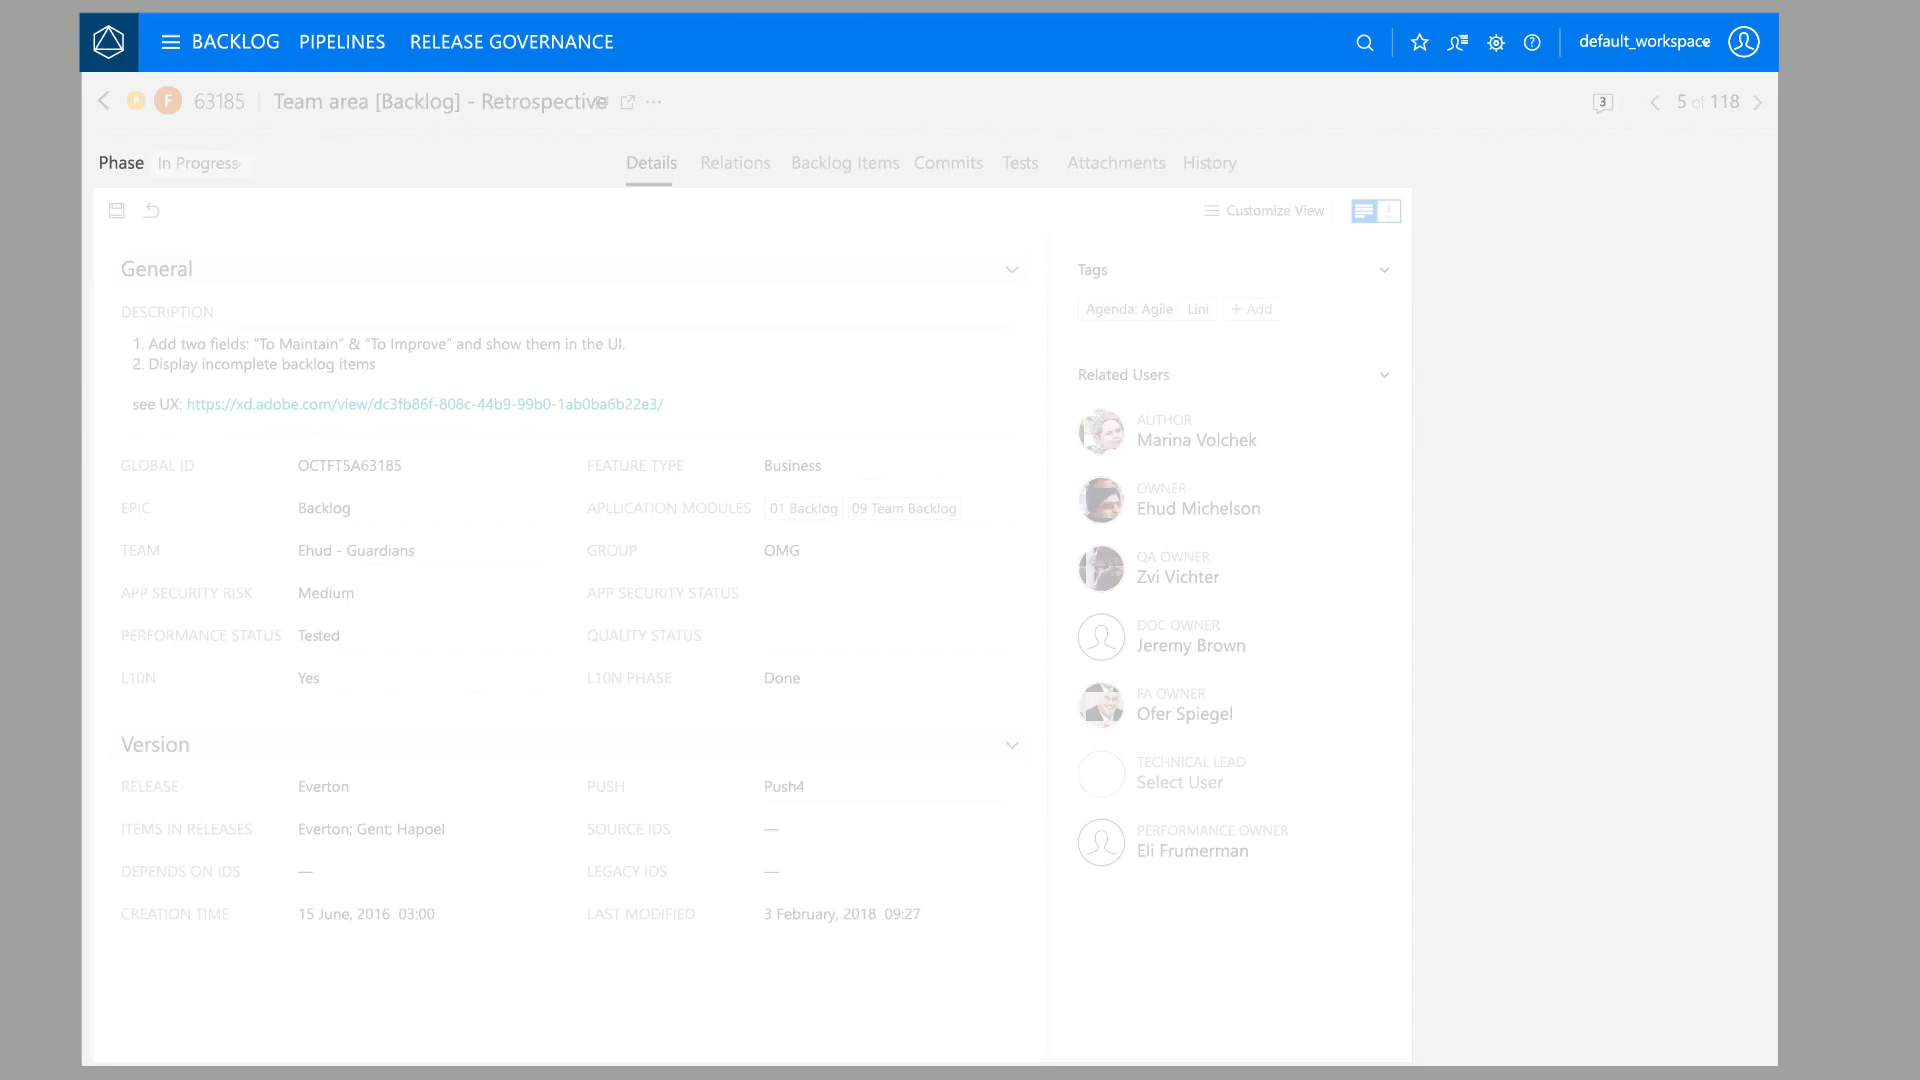 BACKLOG PIPELINES RELEASE GOVERNANCE default_workspace
R F 63185 Team area [Backlog] - Retrospective 3 5 of 118
Phase In Progress Details Relations Backlog Items Commits Tests Attachments History
Customize View
General
DESCRIPTION
1. Add two fields: "To Maintain" & "To Improve" and show them in the UI.
2. Display incomplete backlog items
see UX: https://xd.adobe.com/view/dc3fb86f-808c-44b9-99b0-1ab0ba6b22e3/
GLOBAL ID OCTFT5A63185 FEATURE TYPE Business
EPIC Backlog APLLICATION MODULES 01 Backlog 09 Team Backlog
TEAM Ehud - Guardians GROUP OMG
APP SECURITY RISK Medium APP SECURITY STATUS
PERFORMANCE STATUS Tested QUALITY STATUS
L10N Yes L10N PHASE Done
Version
RELEASE Everton PUSH Push4
ITEMS IN RELEASES Everton; Gent; Hapoel SOURCE IDS —
DEPENDS ON IDS — LEGACY IDS —
CREATION TIME 15 June, 2016 03:00 LAST MODIFIED 3 February, 2018 09:27
Tags
Agenda: Agile Lini + Add
Related Users
AUTHOR
Marina Volchek
OWNER
Ehud Michelson
QA OWNER
Zvi Vichter
DOC OWNER
Jeremy Brown
FA OWNER
Ofer Spiegel
TECHNICAL LEAD
Select User
PERFORMANCE OWNER
Eli Frumerman